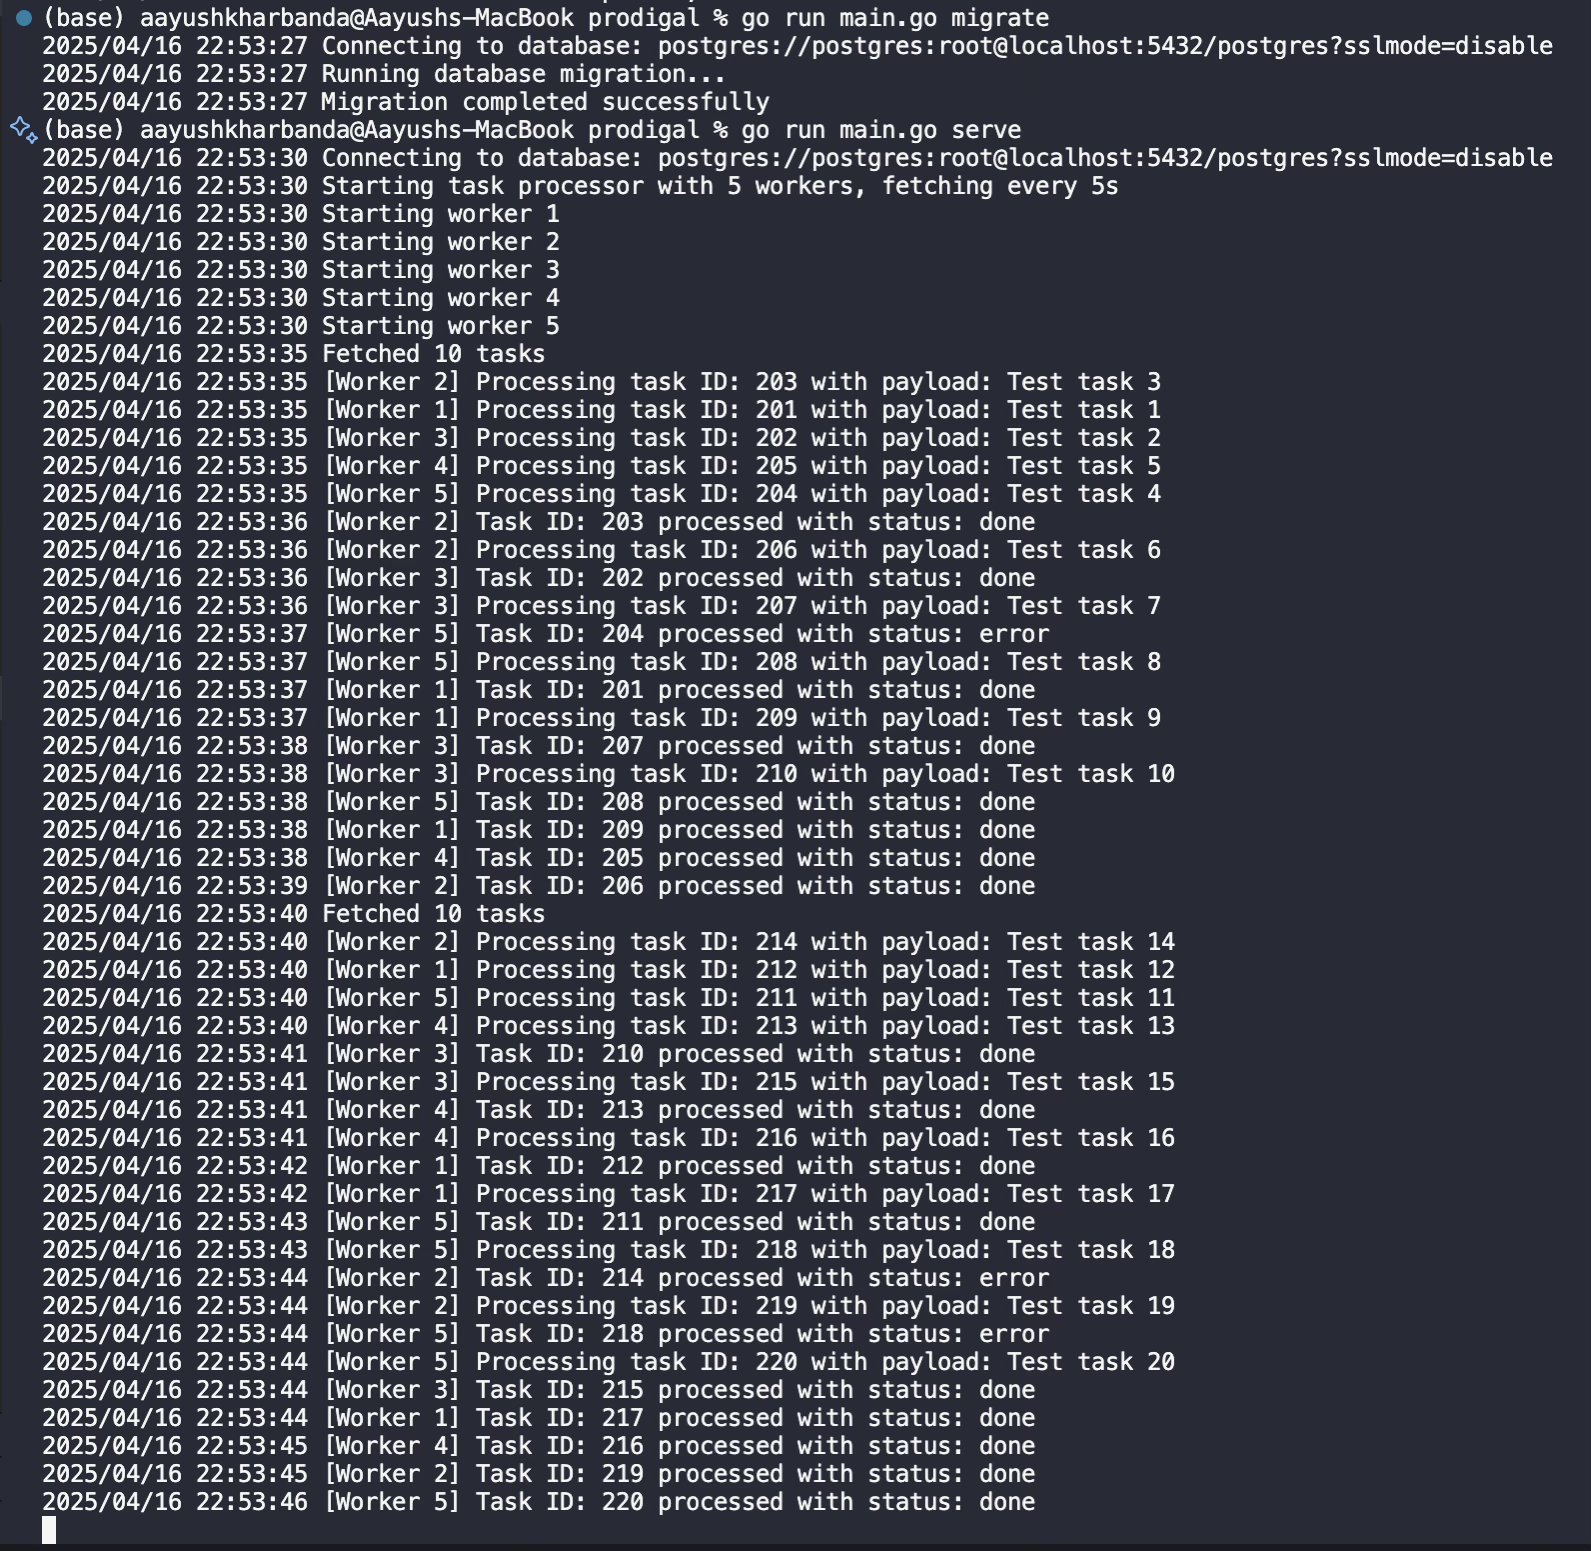 (base) aayushkharbanda@Aayushs-MacBook prodigal % go run main.go migrate
2025/04/16 22:53:27 Connecting to database: postgres://postgres:root@localhost:5432/postgres?sslmode=disable
2025/04/16 22:53:27 Running database migration...
2025/04/16 22:53:27 Migration completed successfully
(base) aayushkharbanda@Aayushs-MacBook prodigal % go run main.go serve
2025/04/16 22:53:30 Connecting to database: postgres://postgres:root@localhost:5432/postgres?sslmode=disable
2025/04/16 22:53:30 Starting task processor with 5 workers, fetching every 5s
2025/04/16 22:53:30 Starting worker 1
2025/04/16 22:53:30 Starting worker 2
2025/04/16 22:53:30 Starting worker 3
2025/04/16 22:53:30 Starting worker 4
2025/04/16 22:53:30 Starting worker 5
2025/04/16 22:53:35 Fetched 10 tasks
2025/04/16 22:53:35 [Worker 2] Processing task ID: 203 with payload: Test task 3
2025/04/16 22:53:35 [Worker 1] Processing task ID: 201 with payload: Test task 1
2025/04/16 22:53:35 [Worker 3] Processing task ID: 202 with payload: Test task 2
2025/04/16 22:53:35 [Worker 4] Processing task ID: 205 with payload: Test task 5
2025/04/16 22:53:35 [Worker 5] Processing task ID: 204 with payload: Test task 4
2025/04/16 22:53:36 [Worker 2] Task ID: 203 processed with status: done
2025/04/16 22:53:36 [Worker 2] Processing task ID: 206 with payload: Test task 6
2025/04/16 22:53:36 [Worker 3] Task ID: 202 processed with status: done
2025/04/16 22:53:36 [Worker 3] Processing task ID: 207 with payload: Test task 7
2025/04/16 22:53:37 [Worker 5] Task ID: 204 processed with status: error
2025/04/16 22:53:37 [Worker 5] Processing task ID: 208 with payload: Test task 8
2025/04/16 22:53:37 [Worker 1] Task ID: 201 processed with status: done
2025/04/16 22:53:37 [Worker 1] Processing task ID: 209 with payload: Test task 9
2025/04/16 22:53:38 [Worker 3] Task ID: 207 processed with status: done
2025/04/16 22:53:38 [Worker 3] Processing task ID: 210 with payload: Test task 10
2025/04/16 22:53:38 [Worker 5] Task ID: 208 processed with status: done
2025/04/16 22:53:38 [Worker 1] Task ID: 209 processed with status: done
2025/04/16 22:53:38 [Worker 4] Task ID: 205 processed with status: done
2025/04/16 22:53:39 [Worker 2] Task ID: 206 processed with status: done
2025/04/16 22:53:40 Fetched 10 tasks
2025/04/16 22:53:40 [Worker 2] Processing task ID: 214 with payload: Test task 14
2025/04/16 22:53:40 [Worker 1] Processing task ID: 212 with payload: Test task 12
2025/04/16 22:53:40 [Worker 5] Processing task ID: 211 with payload: Test task 11
2025/04/16 22:53:40 [Worker 4] Processing task ID: 213 with payload: Test task 13
2025/04/16 22:53:41 [Worker 3] Task ID: 210 processed with status: done
2025/04/16 22:53:41 [Worker 3] Processing task ID: 215 with payload: Test task 15
2025/04/16 22:53:41 [Worker 4] Task ID: 213 processed with status: done
2025/04/16 22:53:41 [Worker 4] Processing task ID: 216 with payload: Test task 16
2025/04/16 22:53:42 [Worker 1] Task ID: 212 processed with status: done
2025/04/16 22:53:42 [Worker 1] Processing task ID: 217 with payload: Test task 17
2025/04/16 22:53:43 [Worker 5] Task ID: 211 processed with status: done
2025/04/16 22:53:43 [Worker 5] Processing task ID: 218 with payload: Test task 18
2025/04/16 22:53:44 [Worker 2] Task ID: 214 processed with status: error
2025/04/16 22:53:44 [Worker 2] Processing task ID: 219 with payload: Test task 19
2025/04/16 22:53:44 [Worker 5] Task ID: 218 processed with status: error
2025/04/16 22:53:44 [Worker 5] Processing task ID: 220 with payload: Test task 20
2025/04/16 22:53:44 [Worker 3] Task ID: 215 processed with status: done
2025/04/16 22:53:44 [Worker 1] Task ID: 217 processed with status: done
2025/04/16 22:53:45 [Worker 4] Task ID: 216 processed with status: done
2025/04/16 22:53:45 [Worker 2] Task ID: 219 processed with status: done
2025/04/16 22:53:46 [Worker 5] Task ID: 220 processed with status: done